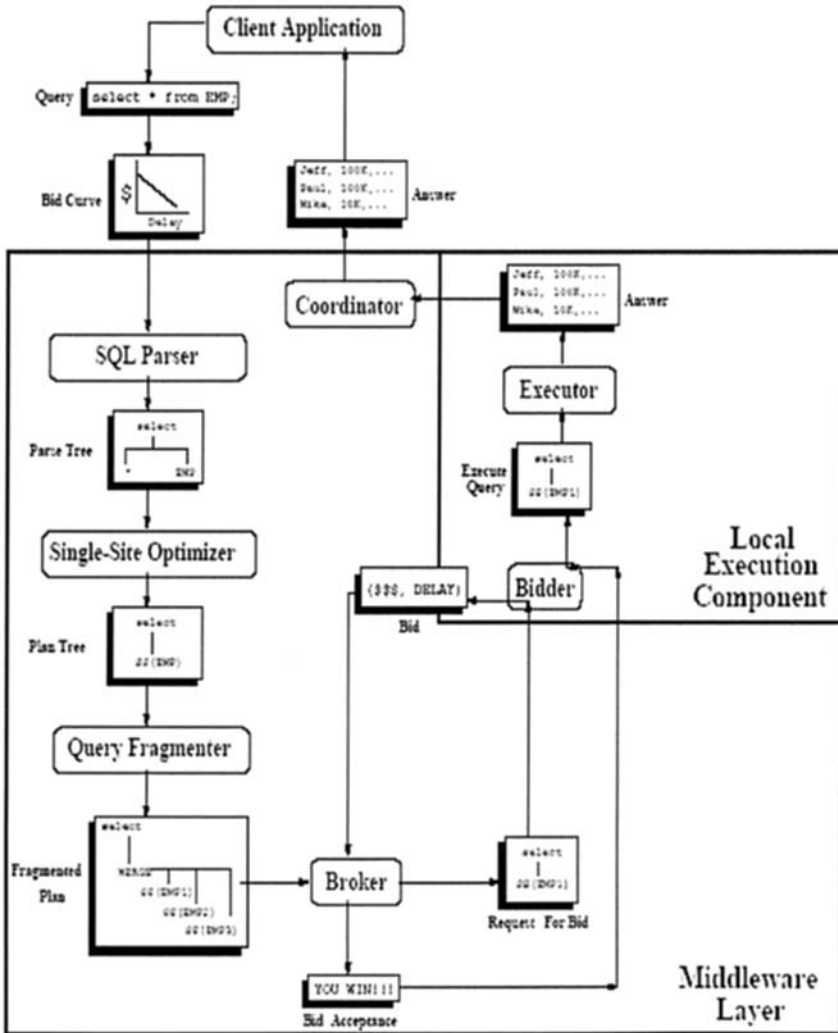 Client Application
Query
select * from EMP;
Bid Curve
$
Delay
Jeff, 100K,...
Paul, 100K,...
Mike, 10K,...
Answer
Coordinator
Jeff, 100K,...
Paul, 100K,...
Mike, 10K,...
Answer
SQL Parser
Executor
Parse Tree
select
* EMP
Execute
Query
select
SS(EMP1)
Single-Site Optimizer
Local
Execution
Component
($$$, DELAY)
Bid
Bidder
Plan Tree
select
SS(EMP)
Query Fragmenter
Fragmented
Plan
select
MERGE
SS(EMP1)
SS(EMP2)
SS(EMP3)
Broker
select
SS(EMP1)
Request For Bid
YOU WIN!!!
Bid Acceptance
Middleware
Layer